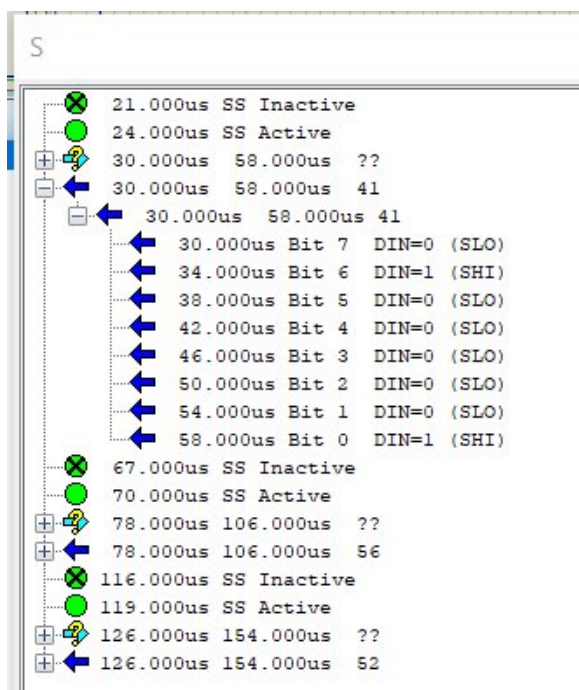 S
21.000us SS Inactive
24.000us SS Active
30.000us 58.000us ??
30.000us 58.000us 41
30.000us 58.000us 41
30.000us Bit 7 DIN=0 (SLO)
34.000us Bit 6 DIN=1 (SHI)
38.000us Bit 5 DIN=0 (SLO)
42.000us Bit 4 DIN=0 (SLO)
46.000us Bit 3 DIN=0 (SLO)
50.000us Bit 2 DIN=0 (SLO)
54.000us Bit 1 DIN=0 (SLO)
58.000us Bit 0 DIN=1 (SHI)
67.000us SS Inactive
70.000us SS Active
78.000us 106.000us ??
78.000us 106.000us 56
116.000us SS Inactive
119.000us SS Active
126.000us 154.000us ??
126.000us 154.000us 52